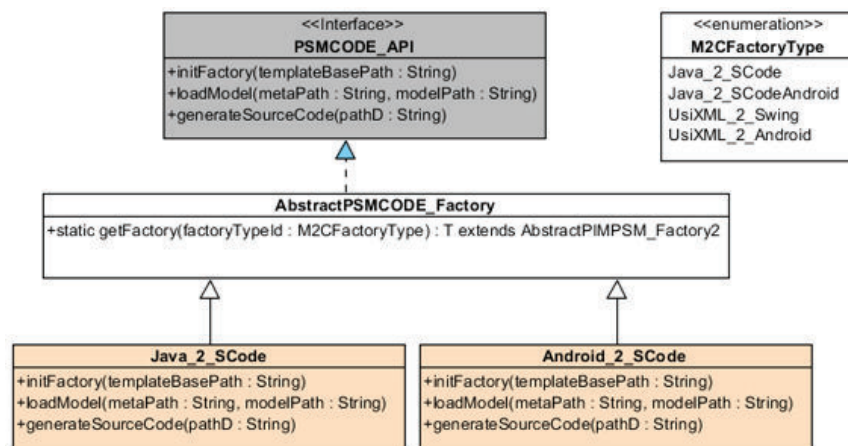 <<Interface>>
PSMCODE_API
+initFactory(templateBasePath : String)
+loadModel(metaPath : String, modelPath : String)
+generateSourceCode(pathD : String)
<<enumeration>>
M2CFactoryType
Java_2_SCode
Java_2_SCodeAndroid
UsiXML_2_Swing
UsiXML_2_Android
AbstractPSMCODE_Factory
+static getFactory(factoryTypeId : M2CFactoryType) : T extends AbstractPIMPSM_Factory2
Java_2_SCode
+initFactory(templateBasePath : String)
+loadModel(metaPath : String, modelPath : String)
+generateSourceCode(pathD : String)
Android_2_SCode
+initFactory(templateBasePath : String)
+loadModel(metaPath : String, modelPath : String)
+generateSourceCode(pathD : String)